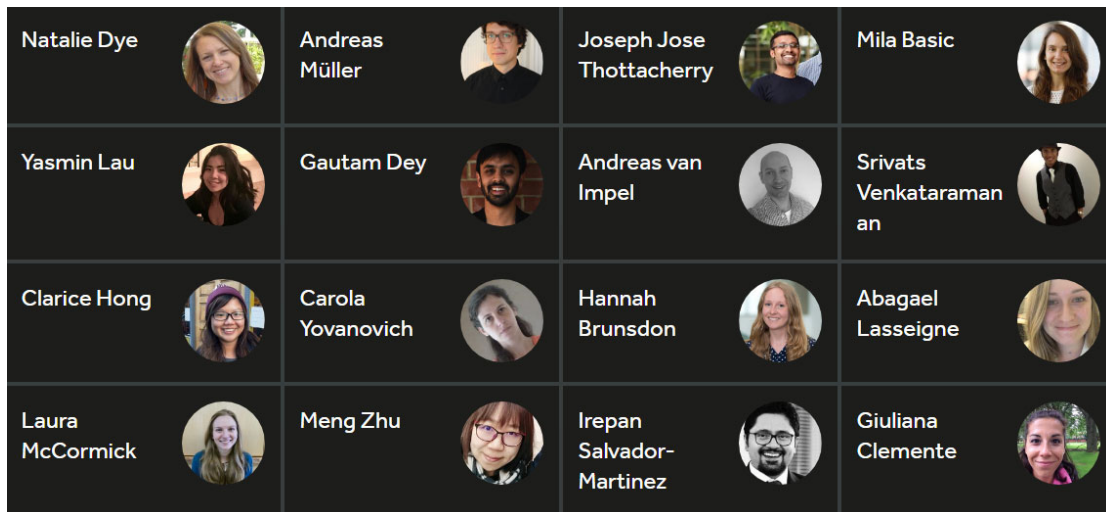 Natalie Dye
Andreas
Müller
Joseph Jose
Thottacherry
Mila Basic
Yasmin Lau
Gautam Dey
Andreas van
Impel
Srivats
Venkataraman
an
Clarice Hong
Carola
Yovanovich
Hannah
Brunsdon
Abagael
Lasseigne
Laura
McCormick
Meng Zhu
Irepan
Salvador-
Martinez
Giuliana
Clemente